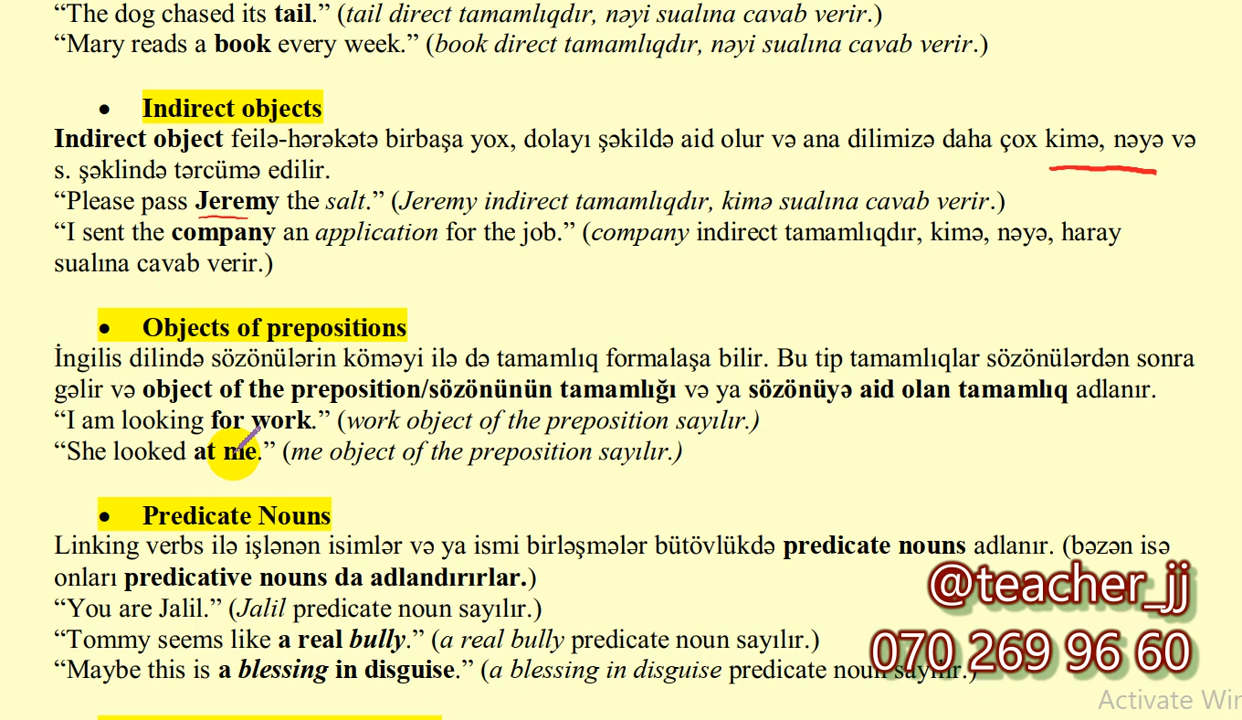 “The dog chased its tail.” (tail direct tamamlıqdır, nəyi sualına cavab verir.)
“Mary reads a book every week.” (book direct tamamlıqdır, nəyi sualına cavab verir.)
• Indirect objects
Indirect object feilə-hərəkətə birbaşa yox, dolayı şəkildə aid olur və ana dilimizə daha çox kimə, nəyə və
s. şəklində tərcümə edilir.
“Please pass Jeremy the salt.” (Jeremy indirect tamamlıqdır, kimə sualına cavab verir.)
“I sent the company an application for the job.” (company indirect tamamlıqdır, kimə, nəyə, haray
sualına cavab verir.)
• Objects of prepositions
İngilis dilində sözönülərin köməyi ilə də tamamlıq formalaşa bilir. Bu tip tamamlıqlar sözönülərdən sonra
gəlir və object of the preposition/sözönünün tamamlığı və ya sözönüyə aid olan tamamlıq adlanır.
“I am looking for work.” (work object of the preposition sayılır.)
“She looked at me.” (me object of the preposition sayılır.)
• Predicate Nouns
Linking verbs ilə işlənən isimlər və ya ismi birləşmələr bütövlükdə predicate nouns adlanır. (bəzən isə
onları predicative nouns da adlandırırlar.)
“You are Jalil.” (Jalil predicate noun sayılır.)
“Tommy seems like a real bully.” (a real bully predicate noun sayılır.)
“Maybe this is a blessing in disguise.” (a blessing in disguise predicate noun sayılır.)
@teacher_jj
070 269 96 60
Activate Wir